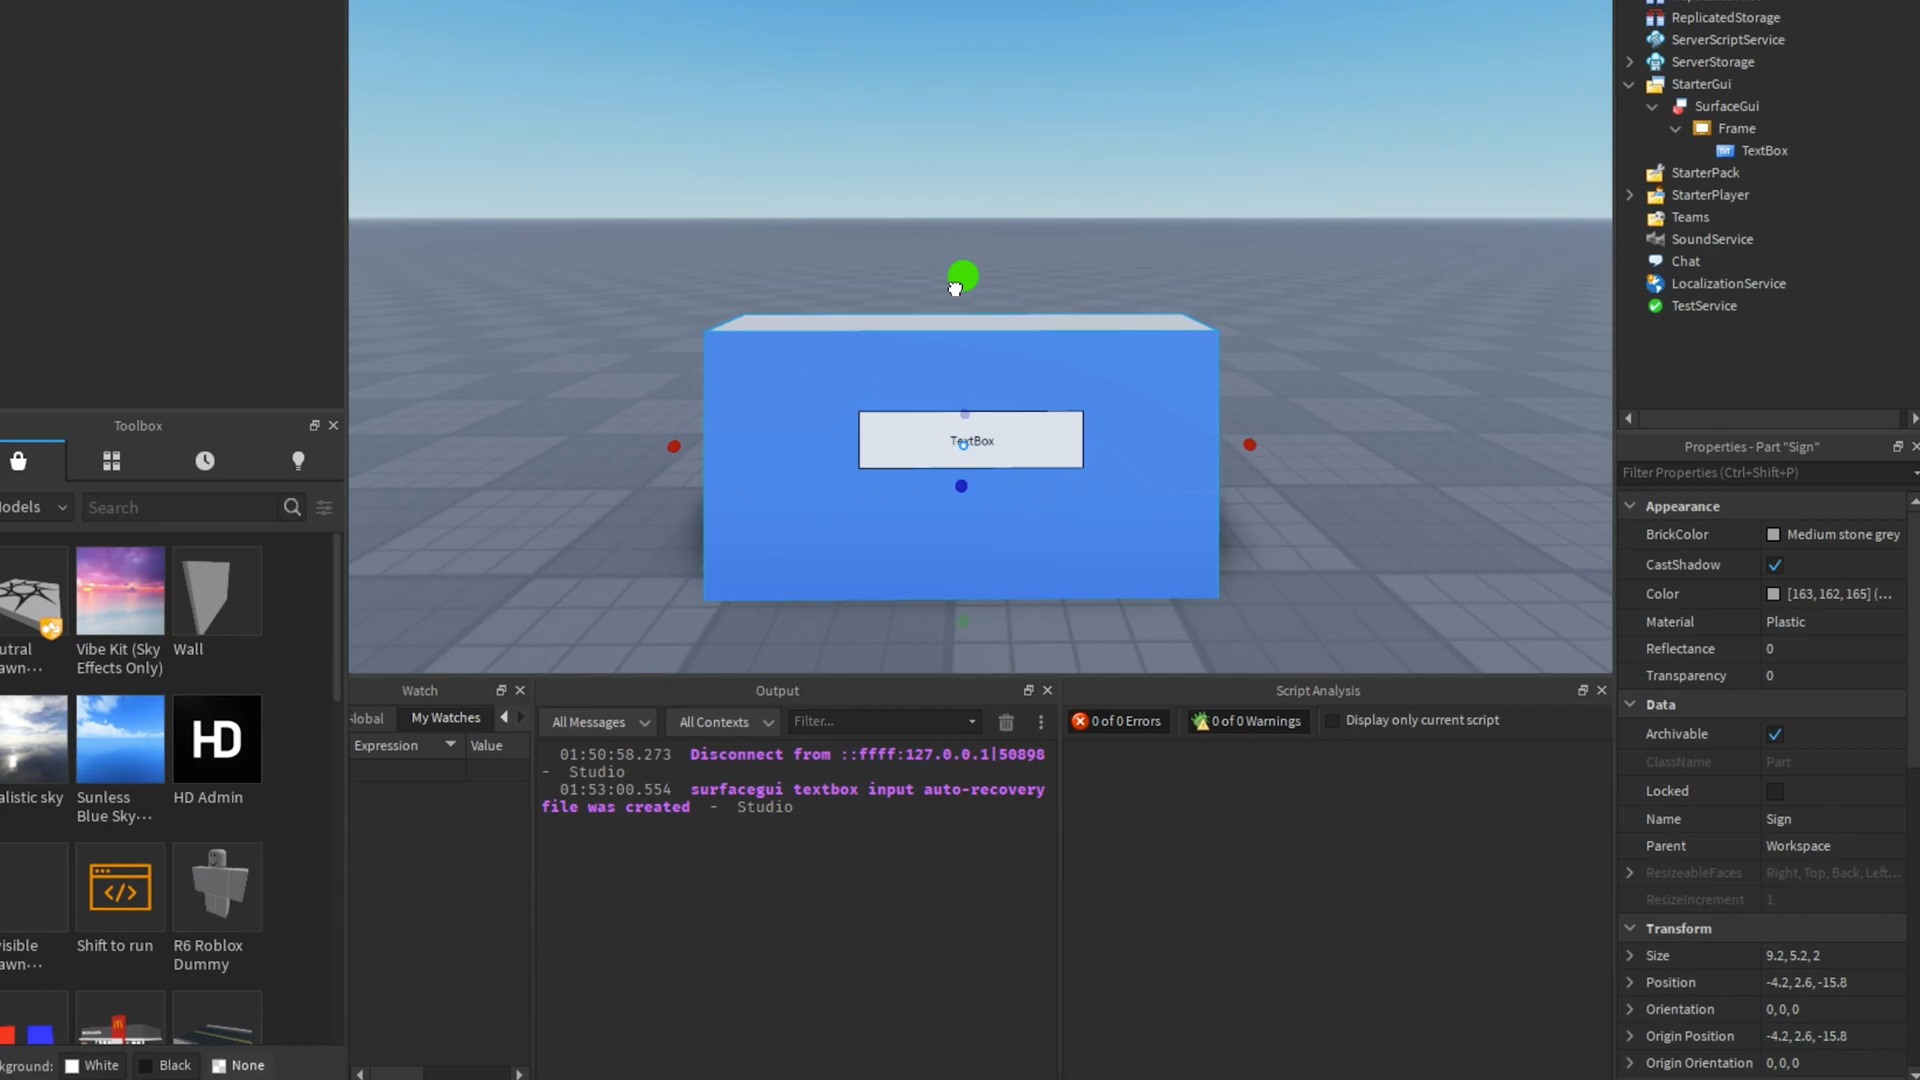 ReplicatedStorage
ServerScriptService
ServerStorage
StarterGui
SurfaceGui
Frame
TXT TextBox
StarterPack
StarterPlayer
Teams
SoundService
Chat
LocalizationService
TestService
TextBox
Toolbox
odels
Search
utral
awn...
Vibe Kit (Sky
Effects Only)
Wall
alistic sky
Sunless
Blue Sky...
HD
HD Admin
isible
awn...
</>
Shift to run
R6 Roblox
Dummy
kground:
White
Black
None
Watch
lobal
My Watches
Expression
Value
Output
All Messages
All Contexts
Filter...
01:50:58.273 Disconnect from ::ffff:127.0.0.1|50898
- Studio
01:53:00.554 surfacegui textbox input auto-recovery
file was created - Studio
Script Analysis
0 of 0 Errors
0 of 0 Warnings
Display only current script
Properties - Part "Sign"
Filter Properties (Ctrl+Shift+P)
Appearance
BrickColor Medium stone grey
CastShadow
Color [163, 162, 165] (...
Material Plastic
Reflectance 0
Transparency 0
Data
Archivable
ClassName Part
Locked
Name Sign
Parent Workspace
ResizeableFaces Right, Top, Back, Left...
ResizeIncrement 1
Transform
Size 9.2, 5.2, 2
Position -4.2, 2.6, -15.8
Orientation 0, 0, 0
Origin Position -4.2, 2.6, -15.8
Origin Orientation 0, 0, 0